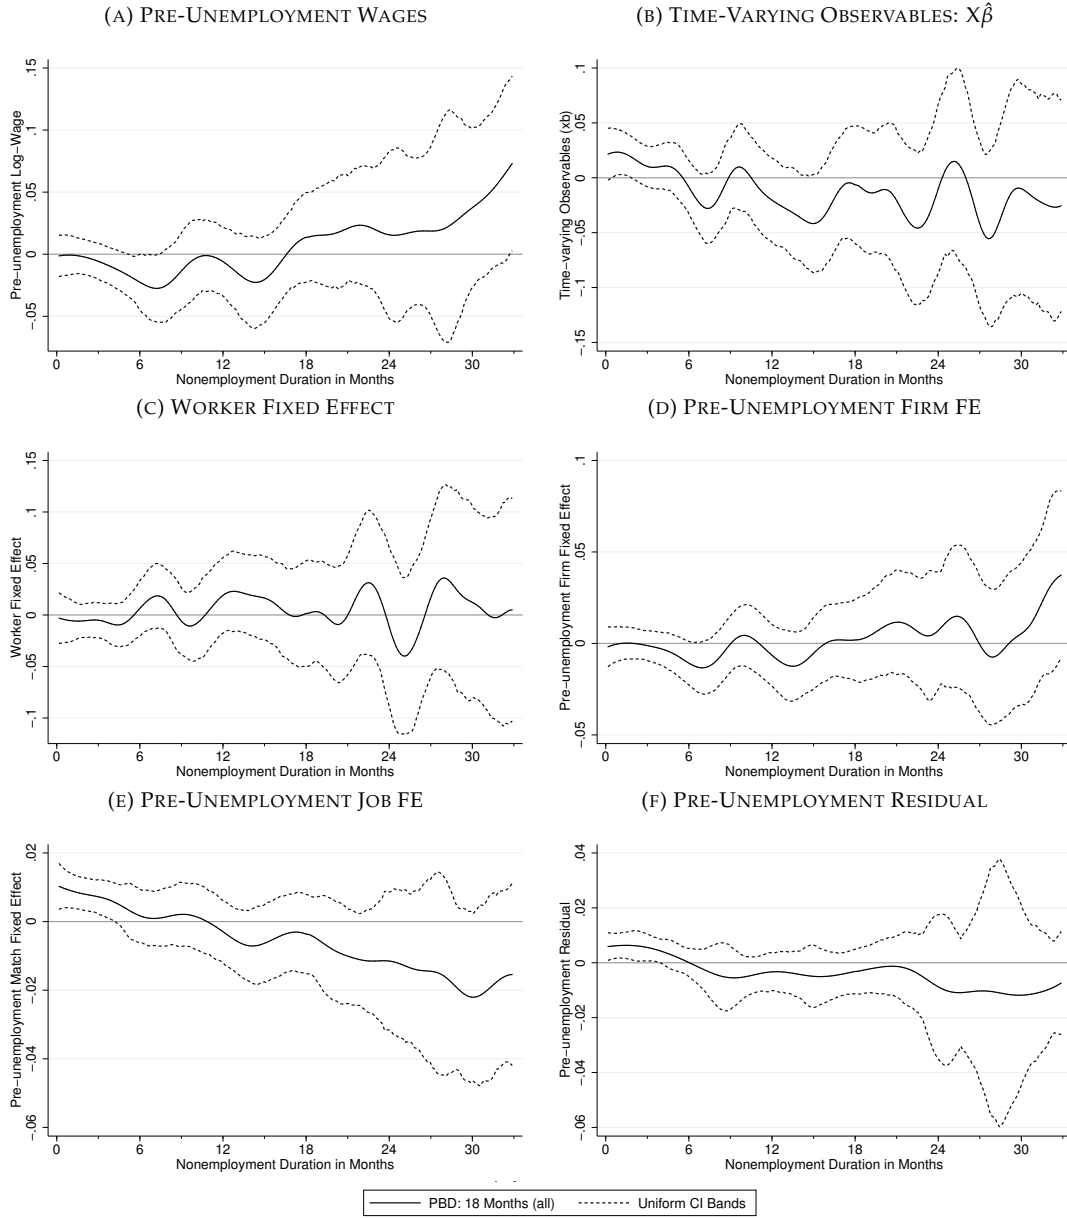 (A) PRE-UNEMPLOYMENT WAGES
Pre-unemployment Log-Wage
.15
.1
.05
0
-.05
0 6 12 18 24 30
Nonemployment Duration in Months
(B) TIME-VARYING OBSERVABLES: Xβ̂
Time-varying Observables (xb)
.1
.05
0
-.05
-.1
-.15
0 6 12 18 24 30
Nonemployment Duration in Months
(C) WORKER FIXED EFFECT
Worker Fixed Effect
.15
.1
.05
0
-.05
-.1
0 6 12 18 24 30
Nonemployment Duration in Months
(D) PRE-UNEMPLOYMENT FIRM FE
Pre-unemployment Firm Fixed Effect
.1
.05
0
-.05
0 6 12 18 24 30
Nonemployment Duration in Months
(E) PRE-UNEMPLOYMENT JOB FE
Pre-unemployment Match Fixed Effect
.02
0
-.02
-.04
-.06
0 6 12 18 24 30
Nonemployment Duration in Months
(F) PRE-UNEMPLOYMENT RESIDUAL
Pre-unemployment Residual
.04
.02
0
-.02
-.04
-.06
0 6 12 18 24 30
Nonemployment Duration in Months
PBD: 18 Months (all) Uniform CI Bands